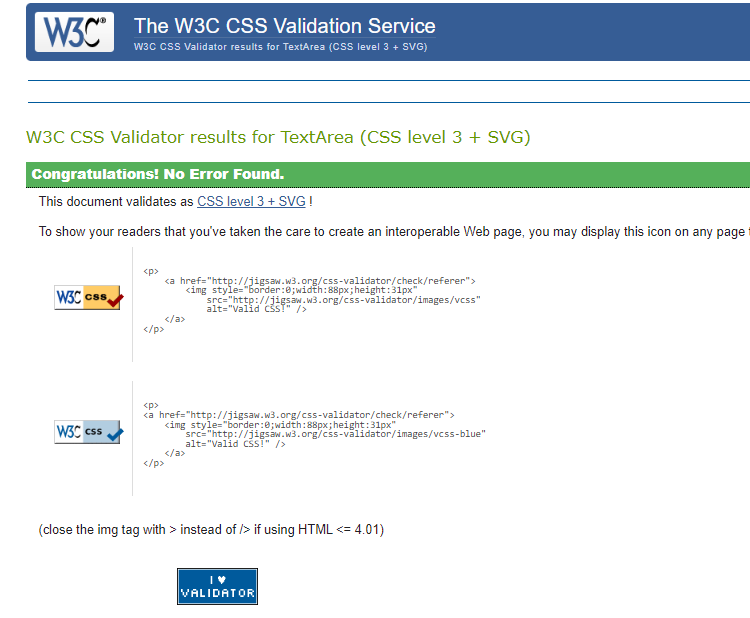 W3C®
The W3C CSS Validation Service
W3C CSS Validator results for TextArea (CSS level 3 + SVG)
W3C CSS Validator results for TextArea (CSS level 3 + SVG)
Congratulations! No Error Found.
This document validates as CSS level 3 + SVG !
To show your readers that you've taken the care to create an interoperable Web page, you may display this icon on any page
W3C css
<p>
<a href="http://jigsaw.w3.org/css-validator/check/referer">
<img style="border:0;width:88px;height:31px"
src="http://jigsaw.w3.org/css-validator/images/vcss"
alt="Valid CSS!" />
</a>
</p>
W3C css
<p>
<a href="http://jigsaw.w3.org/css-validator/check/referer">
<img style="border:0;width:88px;height:31px"
src="http://jigsaw.w3.org/css-validator/images/vcss-blue"
alt="Valid CSS!" />
</a>
</p>
(close the img tag with > instead of /> if using HTML <= 4.01)
I ♥
VALIDATOR